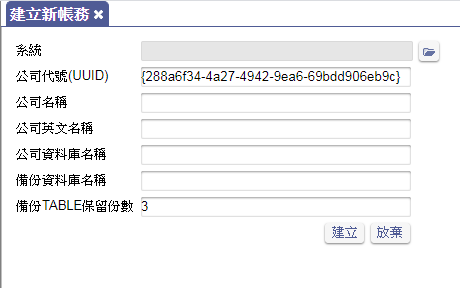 建立新帳務
系統
公司代號(UUID) {288a6f34-4a27-4942-9ea6-69bdd906eb9c}
公司名稱
公司英文名稱
公司資料庫名稱
備份資料庫名稱
備份TABLE保留份數 3
建立 放棄